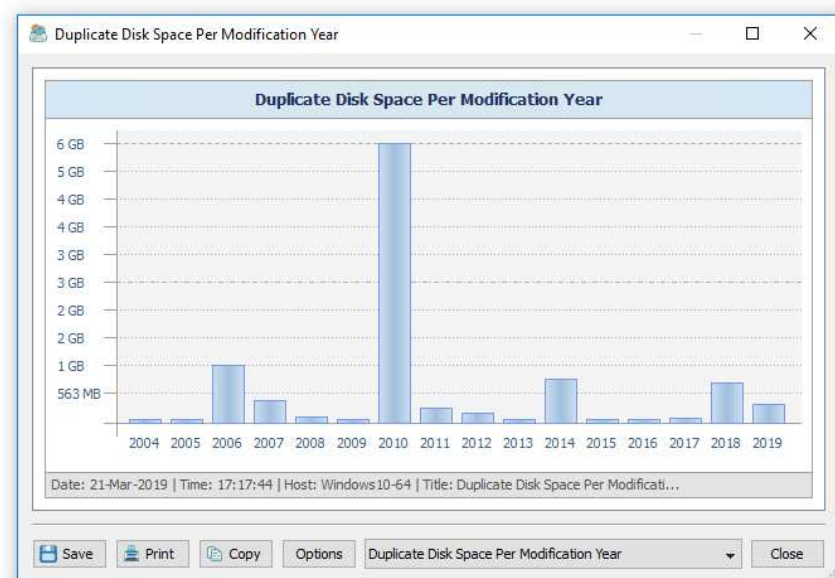 Duplicate Disk Space Per Modification Year
Duplicate Disk Space Per Modification Year
6 GB
5 GB
4 GB
4 GB
3 GB
3 GB
2 GB
2 GB
1 GB
563 MB
2004 2005 2006 2007 2008 2009 2010 2011 2012 2013 2014 2015 2016 2017 2018 2019
Date: 21-Mar-2019 | Time: 17:17:44 | Host: Windows10-64 | Title: Duplicate Disk Space Per Modificati...
Save Print Copy Options Duplicate Disk Space Per Modification Year Close